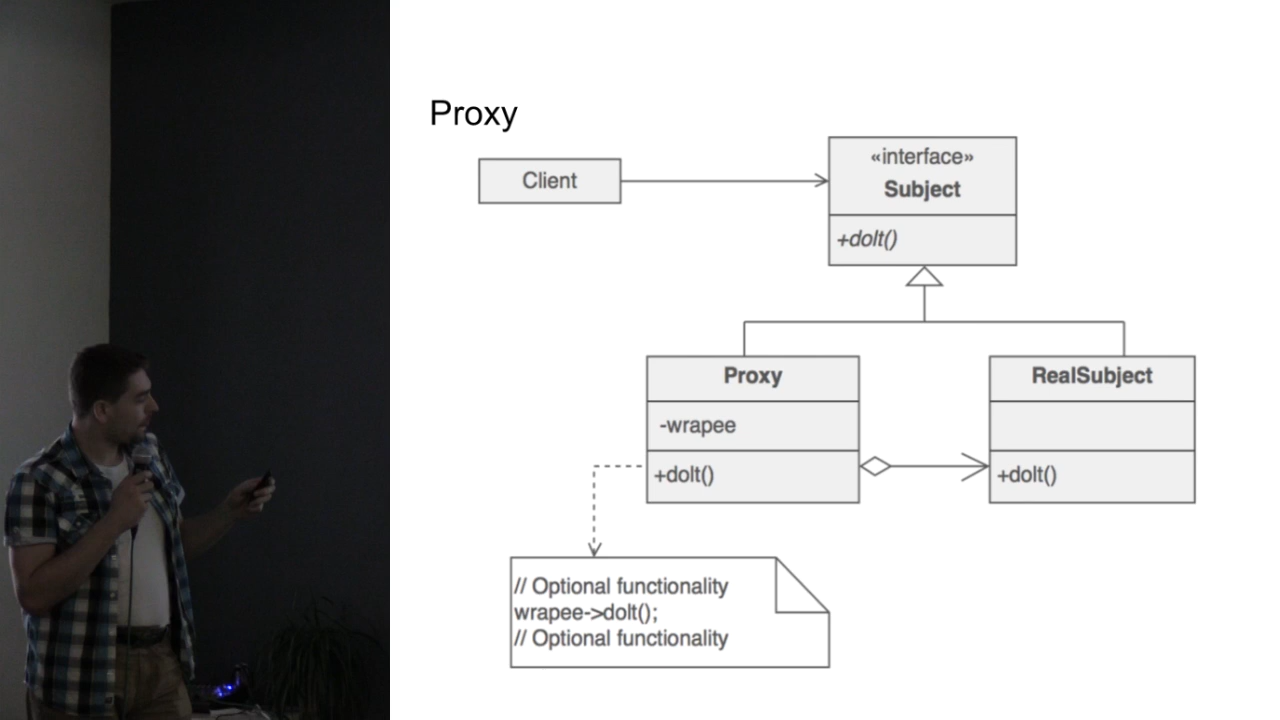 Proxy
Client
«interface»
Subject
+doIt()
Proxy
-wrapee
+doIt()
RealSubject
+doIt()
// Optional functionality
wrapee->doIt();
// Optional functionality